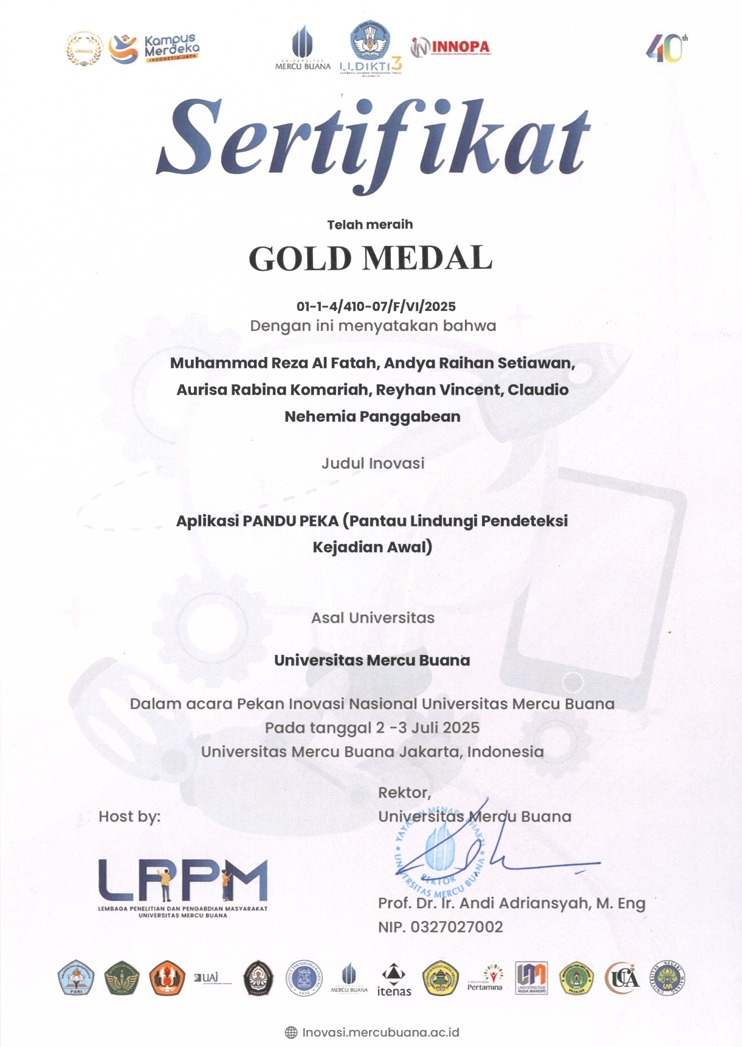 Kampus
Merdeka
INDONESIA JAYA
UNIVERSITAS
MERCU BUANA
LLDIKTI 3
INNOPA
40th
Sertifikat
Telah meraih
GOLD MEDAL
01-1-4/410-07/F/VI/2025
Dengan ini menyatakan bahwa
Muhammad Reza Al Fatah, Andya Raihan Setiawan,
Aurisa Rabina Komariah, Reyhan Vincent, Claudio
Nehemia Panggabean
Judul Inovasi
Aplikasi PANDU PEKA (Pantau Lindungi Pendeteksi
Kejadian Awal)
Asal Universitas
Universitas Mercu Buana
Dalam acara Pekan Inovasi Nasional Universitas Mercu Buana
Pada tanggal 2 -3 Juli 2025
Universitas Mercu Buana Jakarta, Indonesia
Rektor,
Host by:
Universitas Mercu Buana
REKTOR
UNIVERSITAS MERCU BUANA
LPPM
LEMBAGA PENELITIAN DAN PENGABDIAN MASYARAKAT
UNIVERSITAS MERCU BUANA
Prof. Dr. Ir. Andi Adriansyah, M. Eng
NIP. 0327027002
PGRI
UAI
MERCU BUANA
itenas
Pertamina
UCA
Inovasi.mercubuana.ac.id